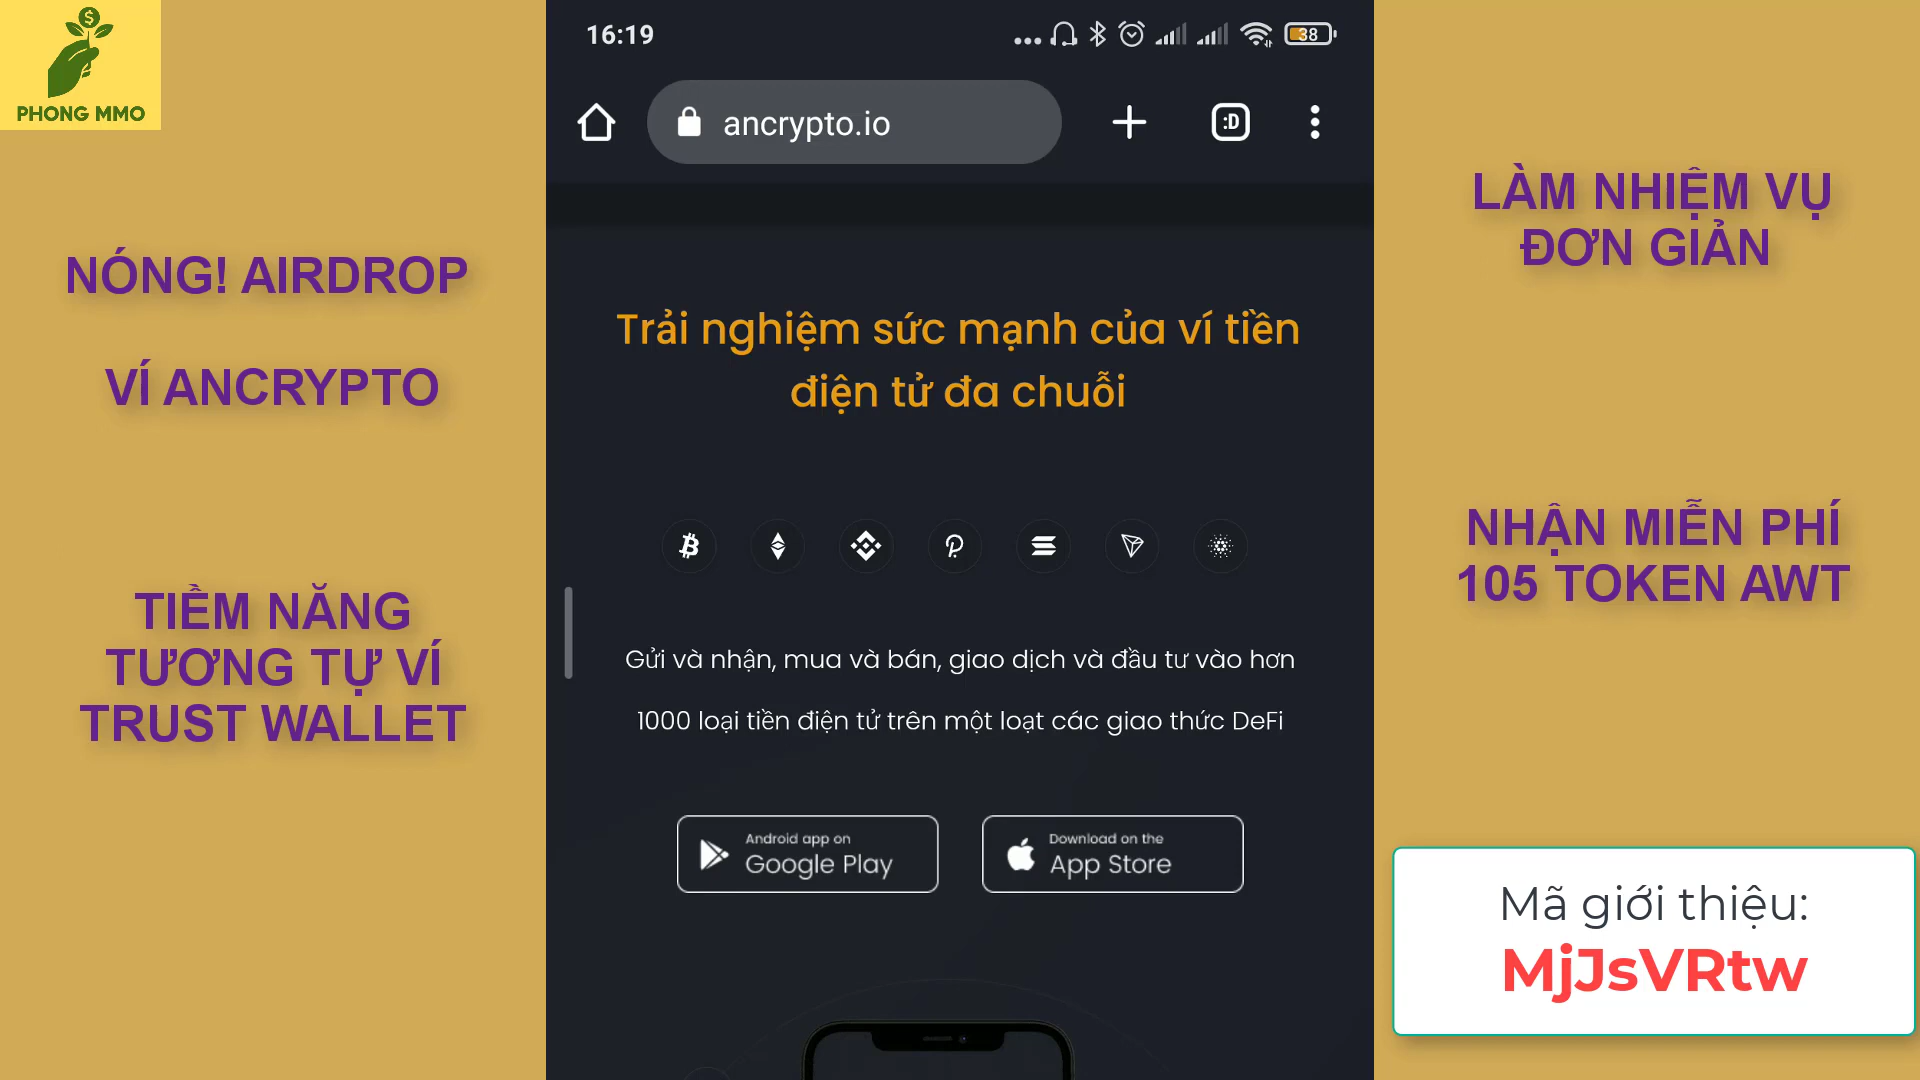 PHONG MMO
NÓNG! AIRDROP
VÍ ANCRYPTO
TIỀM NĂNG
TƯƠNG TỰ VÍ
TRUST WALLET
16:19
38
ancrypto.io
:D
Trải nghiệm sức mạnh của ví tiền
điện tử đa chuỗi
Gửi và nhận, mua và bán, giao dịch và đầu tư vào hơn
1000 loại tiền điện tử trên một loạt các giao thức DeFi
Android app on
Google Play
Download on the
App Store
LÀM NHIỆM VỤ
ĐƠN GIẢN
NHẬN MIỄN PHÍ
105 TOKEN AWT
Mã giới thiệu:
MjJsVRtw